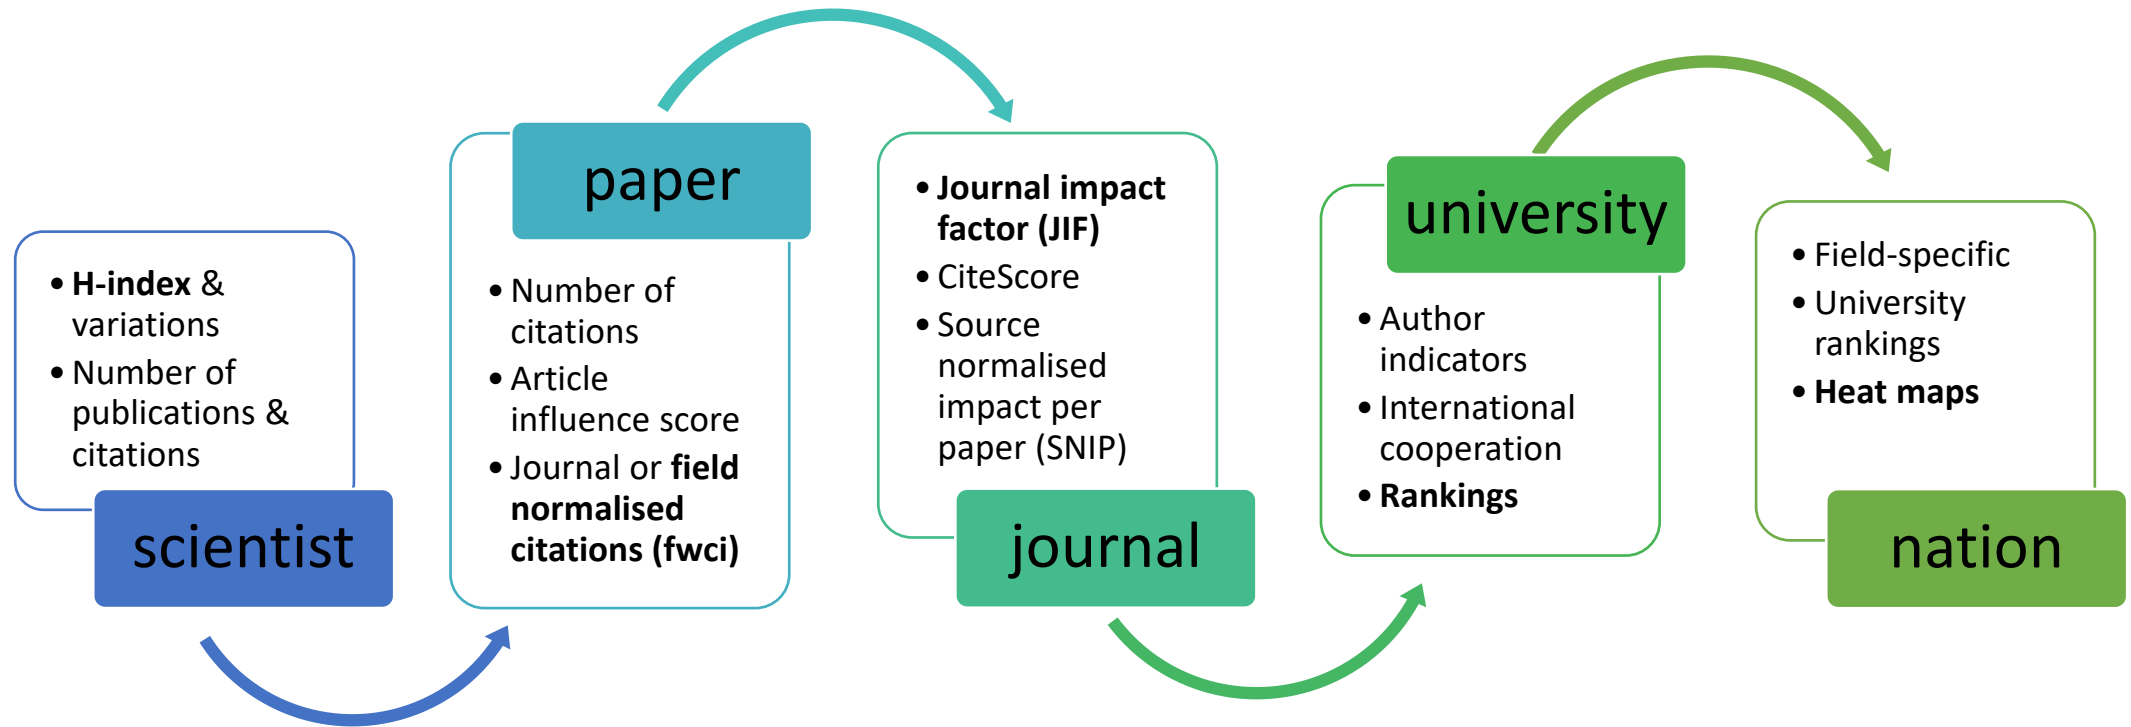 • H-index &
variations
• Number of
publications &
citations
scientist
paper
• Number of
citations
• Article
influence score
• Journal or field
normalised
citations (fwci)
• Journal impact
factor (JIF)
• CiteScore
• Source
normalised
impact per
paper (SNIP)
journal
university
• Author
indicators
• International
cooperation
• Rankings
• Field-specific
• University
rankings
• Heat maps
nation